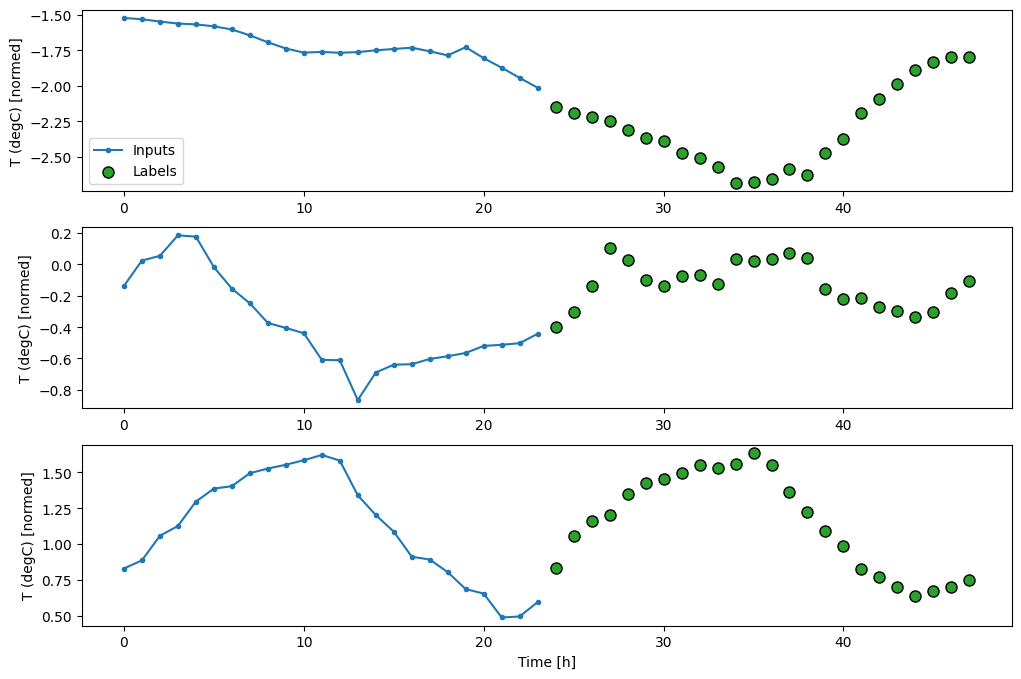 T (degC) [normed]
−1.50
−1.75
−2.00
−2.25
−2.50
Inputs
Labels
0 10 20 30 40
T (degC) [normed]
0.2
0.0
−0.2
−0.4
−0.6
−0.8
0 10 20 30 40
T (degC) [normed]
1.50
1.25
1.00
0.75
0.50
0 10 20 30 40
Time [h]